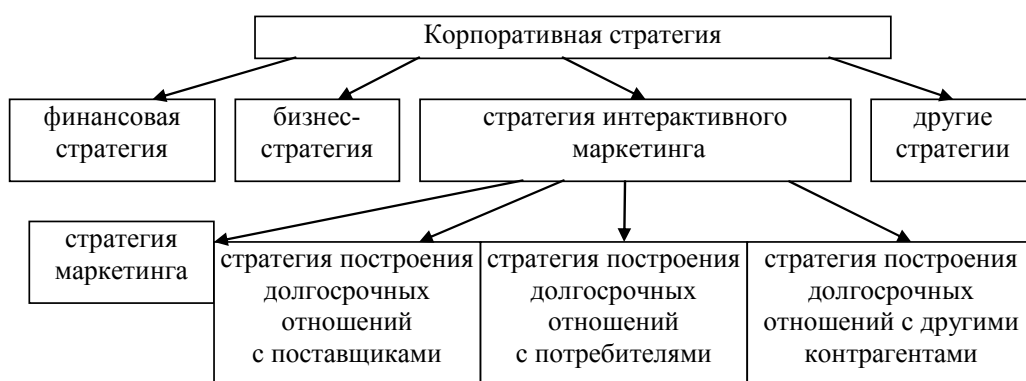 Корпоративная стратегия
финансовая
стратегия
бизнес-
стратегия
стратегия интерактивного
маркетинга
другие
стратегии
стратегия
маркетинга
стратегия построения
долгосрочных
отношений
с поставщиками
стратегия построения
долгосрочных
отношений
с потребителями
стратегия построения
долгосрочных
отношений с другими
контрагентами